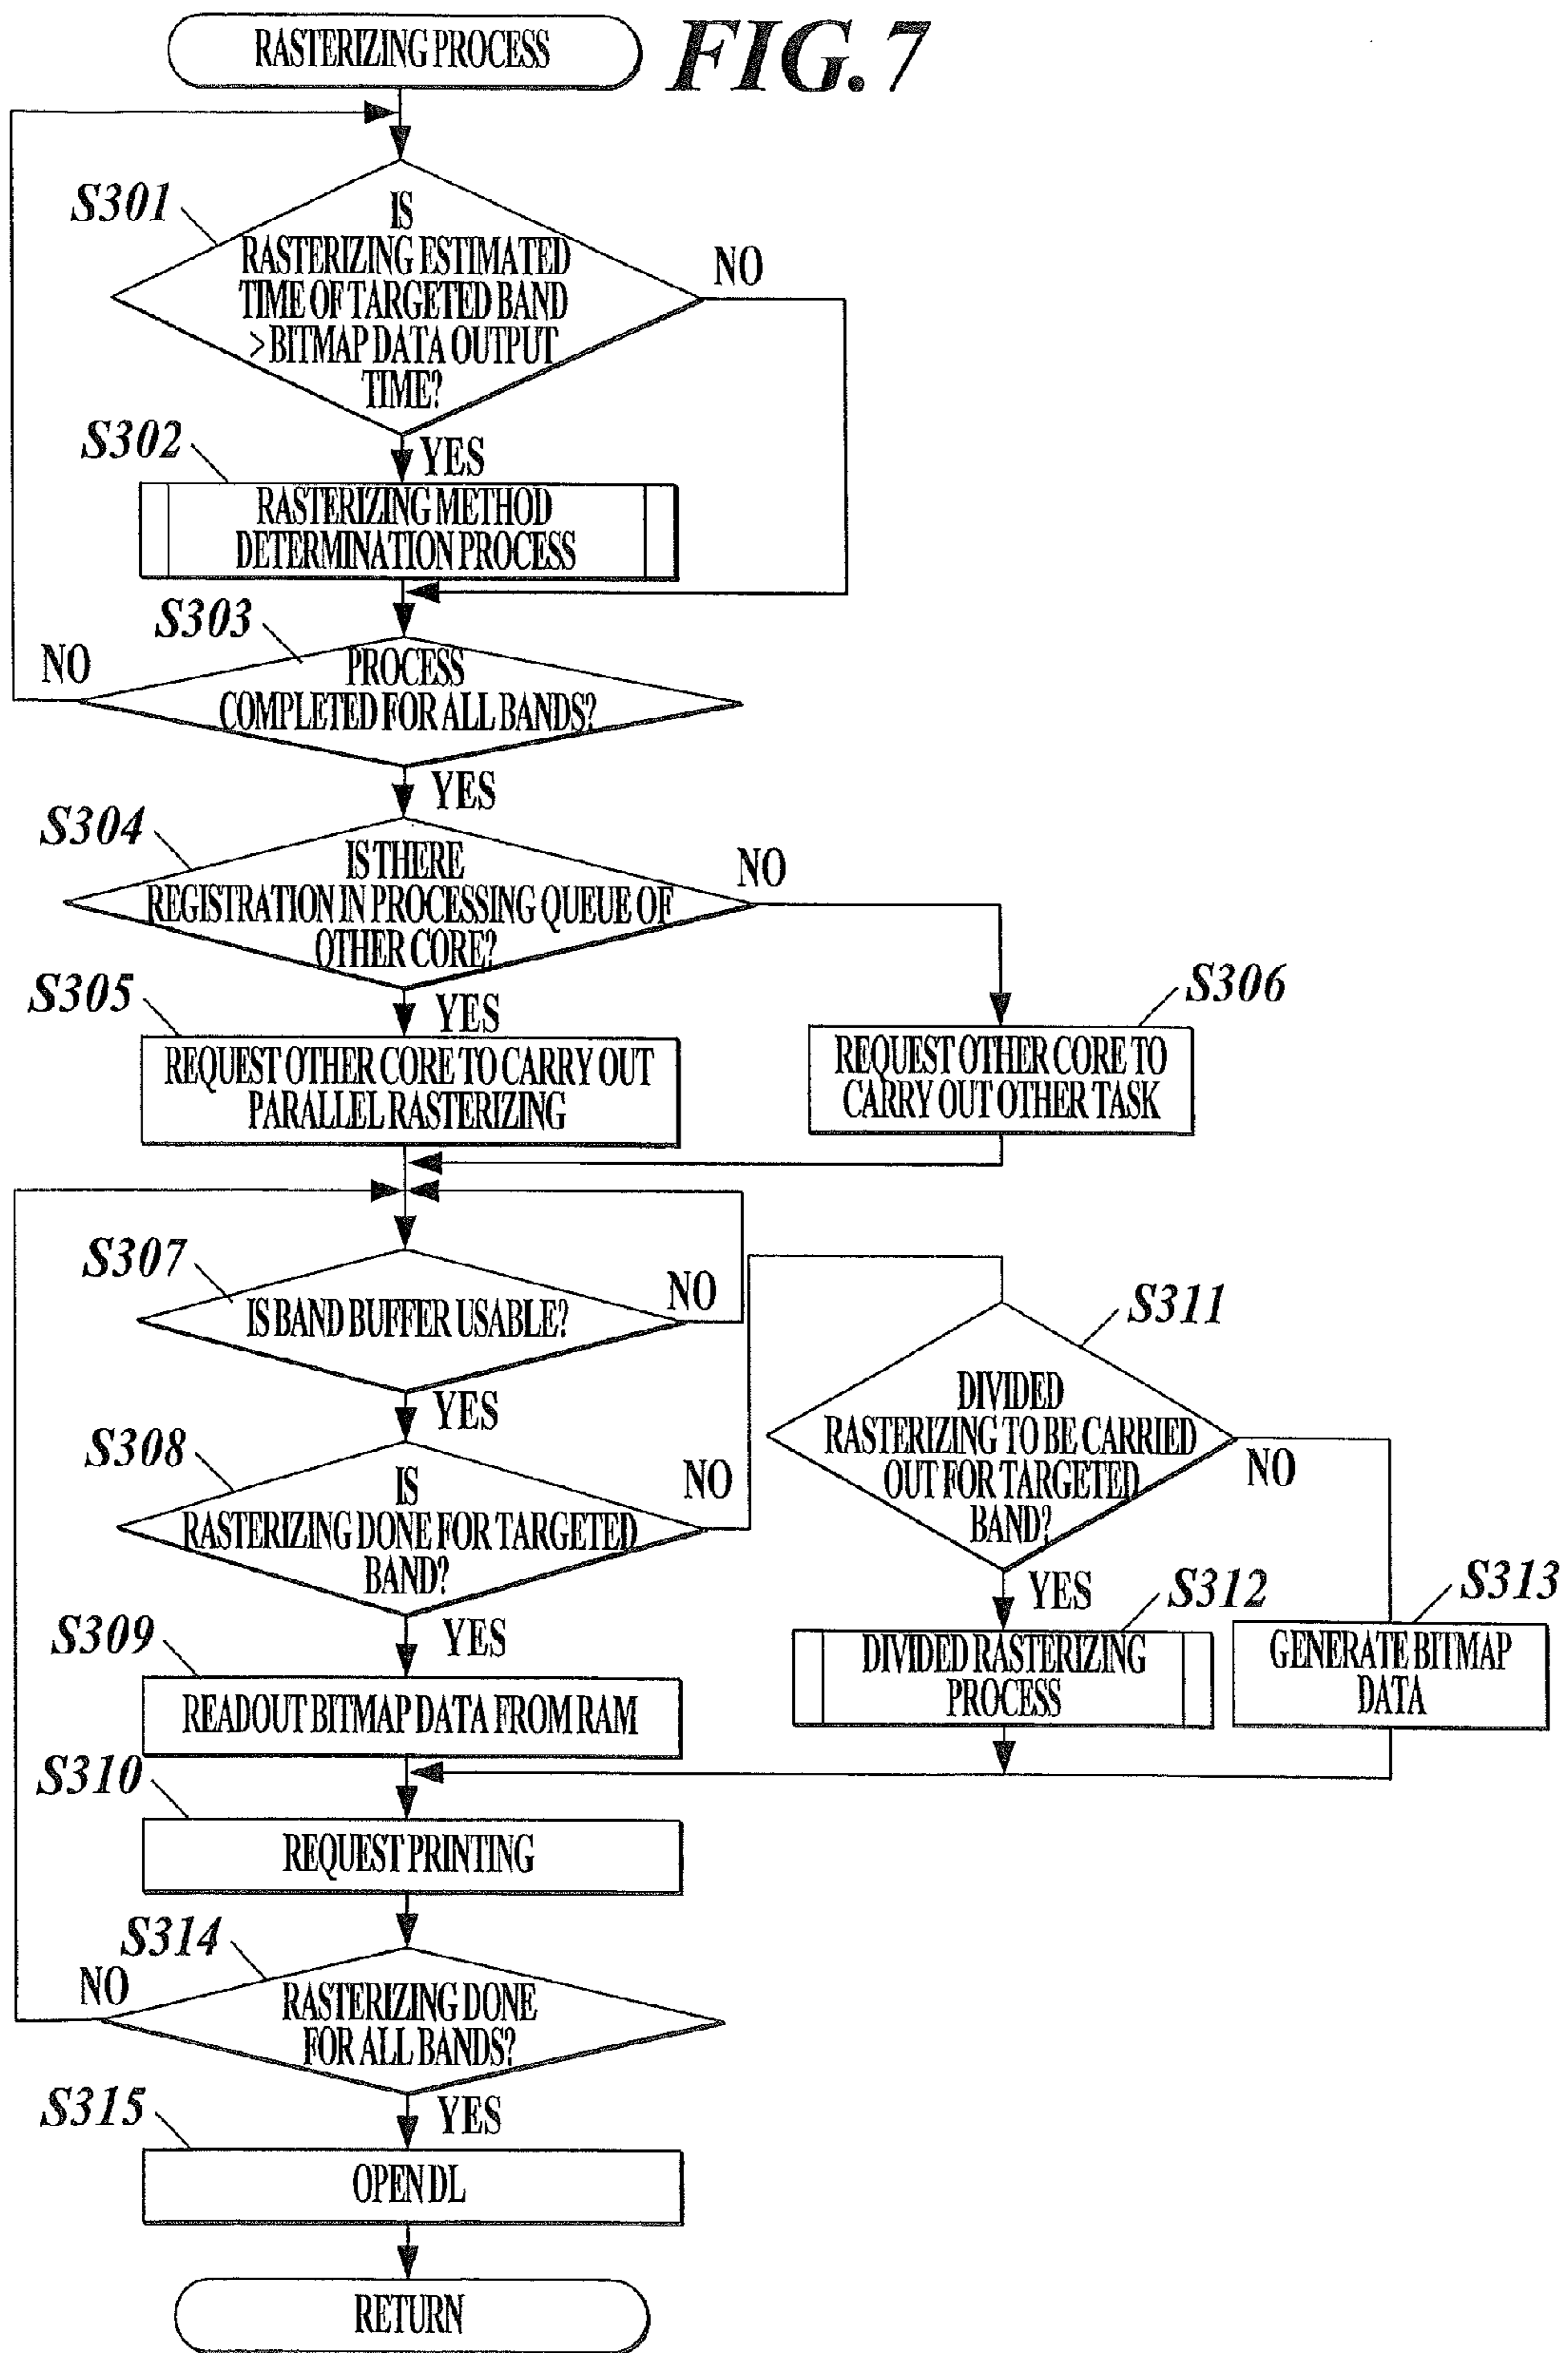 RASTERIZING PROCESS
FIG.7
S301
IS
RASTERIZING ESTIMATED
TIME OF TARGETED BAND
>BITMAP DATA OUTPUT
TIME?
NO
YES
S302
RASTERIZING METHOD
DETERMINATION PROCESS
S303
NO
PROCESS
COMPLETED FOR ALL BANDS?
YES
S304
IS THERE
REGISTRATION IN PROCESSING QUEUE OF
OTHER CORE?
NO
YES
S305
REQUEST OTHER CORE TO CARRY OUT
PARALLEL RASTERIZING
S306
REQUEST OTHER CORE TO
CARRY OUT OTHER TASK
S307
IS BAND BUFFER USABLE?
NO
YES
S308
IS
RASTERIZING DONE FOR TARGETED
BAND?
NO
YES
S311
DIVIDED
RASTERIZING TO BE CARRIED
OUT FOR TARGETED
BAND?
NO
YES
S312
DIVIDED RASTERIZING
PROCESS
S313
GENERATE BITMAP
DATA
S309
READOUT BITMAP DATA FROM RAM
S310
REQUEST PRINTING
S314
NO
RASTERIZING DONE
FOR ALL BANDS?
YES
S315
OPEN DL
RETURN